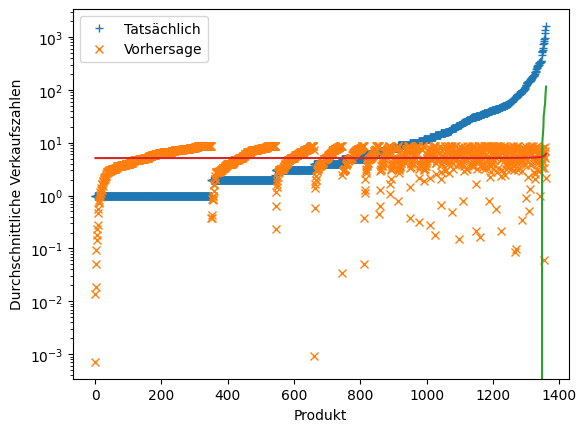 Tatsächlich
Vorhersage
10³
10²
10¹
10⁰
10⁻¹
10⁻²
10⁻³
Durchschnittliche Verkaufszahlen
0 200 400 600 800 1000 1200 1400
Produkt